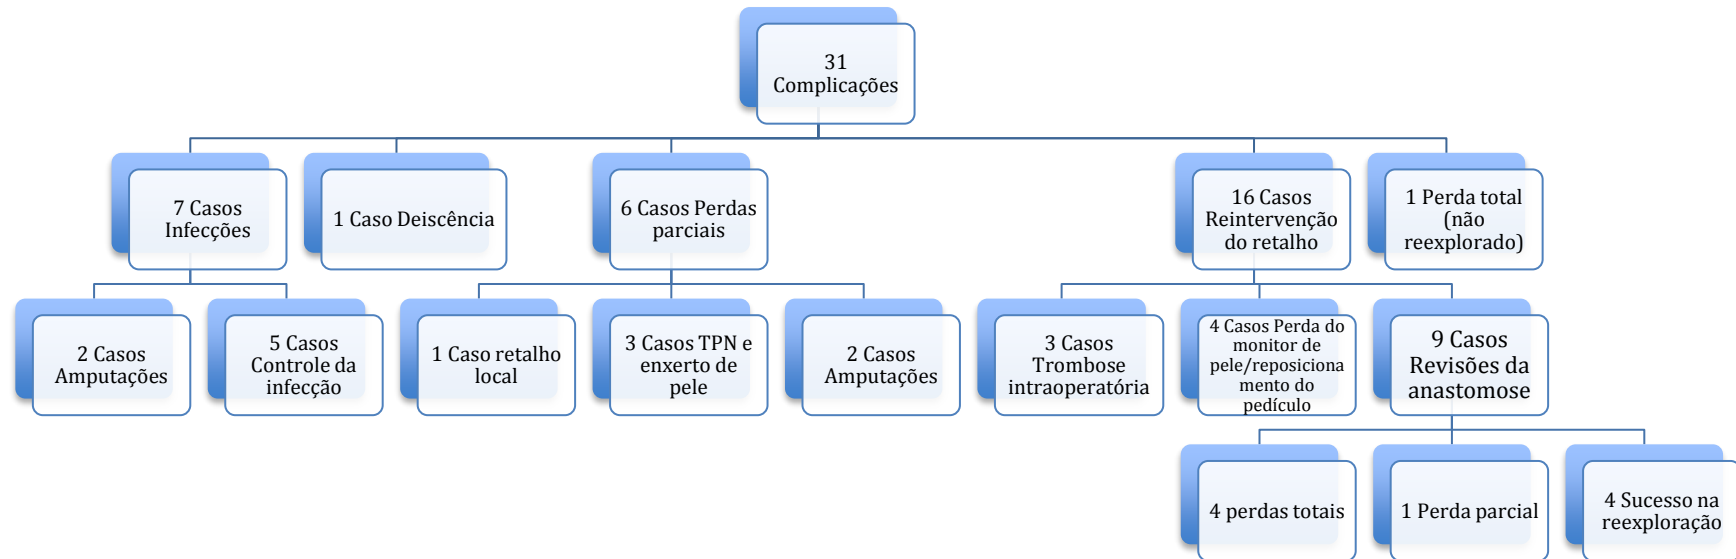 31
Complicações
7 Casos
Infecções
1 Caso Deiscência
6 Casos Perdas
parciais
16 Casos
Reintervenção
do retalho
1 Perda total
(não
reexplorado)
2 Casos
Amputações
5 Casos
Controle da
infecção
1 Caso retalho
local
3 Casos TPN e
enxerto de
pele
2 Casos
Amputações
3 Casos
Trombose
intraoperatória
4 Casos Perda do
monitor de
pele/reposiciona
mento do
pedículo
9 Casos
Revisões da
anastomose
4 perdas totais
1 Perda parcial
4 Sucesso na
reexploração